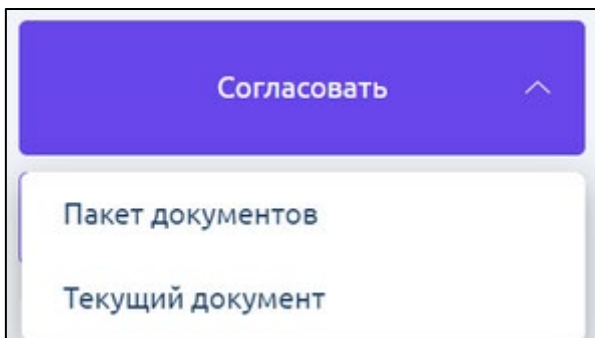 Согласовать
Пакет документов
Текущий документ